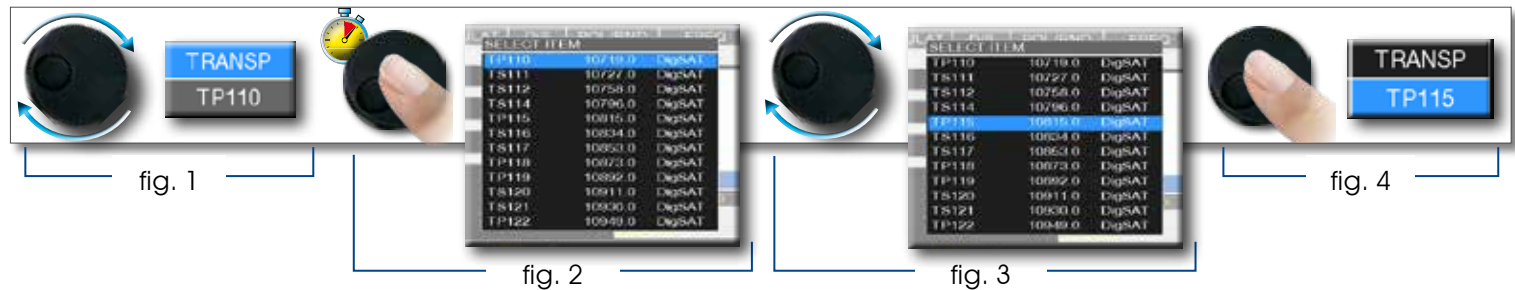 TRANSP
TP110
SELECT ITEM
TP110 10719.0 DigSAT
TS111 10727.0 DigSAT
TS112 10758.0 DigSAT
TS114 10796.0 DigSAT
TP115 10815.0 DigSAT
TS116 10834.0 DigSAT
TS117 10853.0 DigSAT
TP118 10873.0 DigSAT
TP119 10892.0 DigSAT
TS120 10911.0 DigSAT
TS121 10930.0 DigSAT
TP122 10949.0 DigSAT
SELECT ITEM
TP110 10719.0 DigSAT
TS111 10727.0 DigSAT
TS112 10758.0 DigSAT
TS114 10796.0 DigSAT
TP115 10815.0 DigSAT
TS116 10834.0 DigSAT
TS117 10853.0 DigSAT
TP118 10873.0 DigSAT
TP119 10892.0 DigSAT
TS120 10911.0 DigSAT
TS121 10930.0 DigSAT
TP122 10949.0 DigSAT
TRANSP
TP115
fig. 1
fig. 2
fig. 3
fig. 4